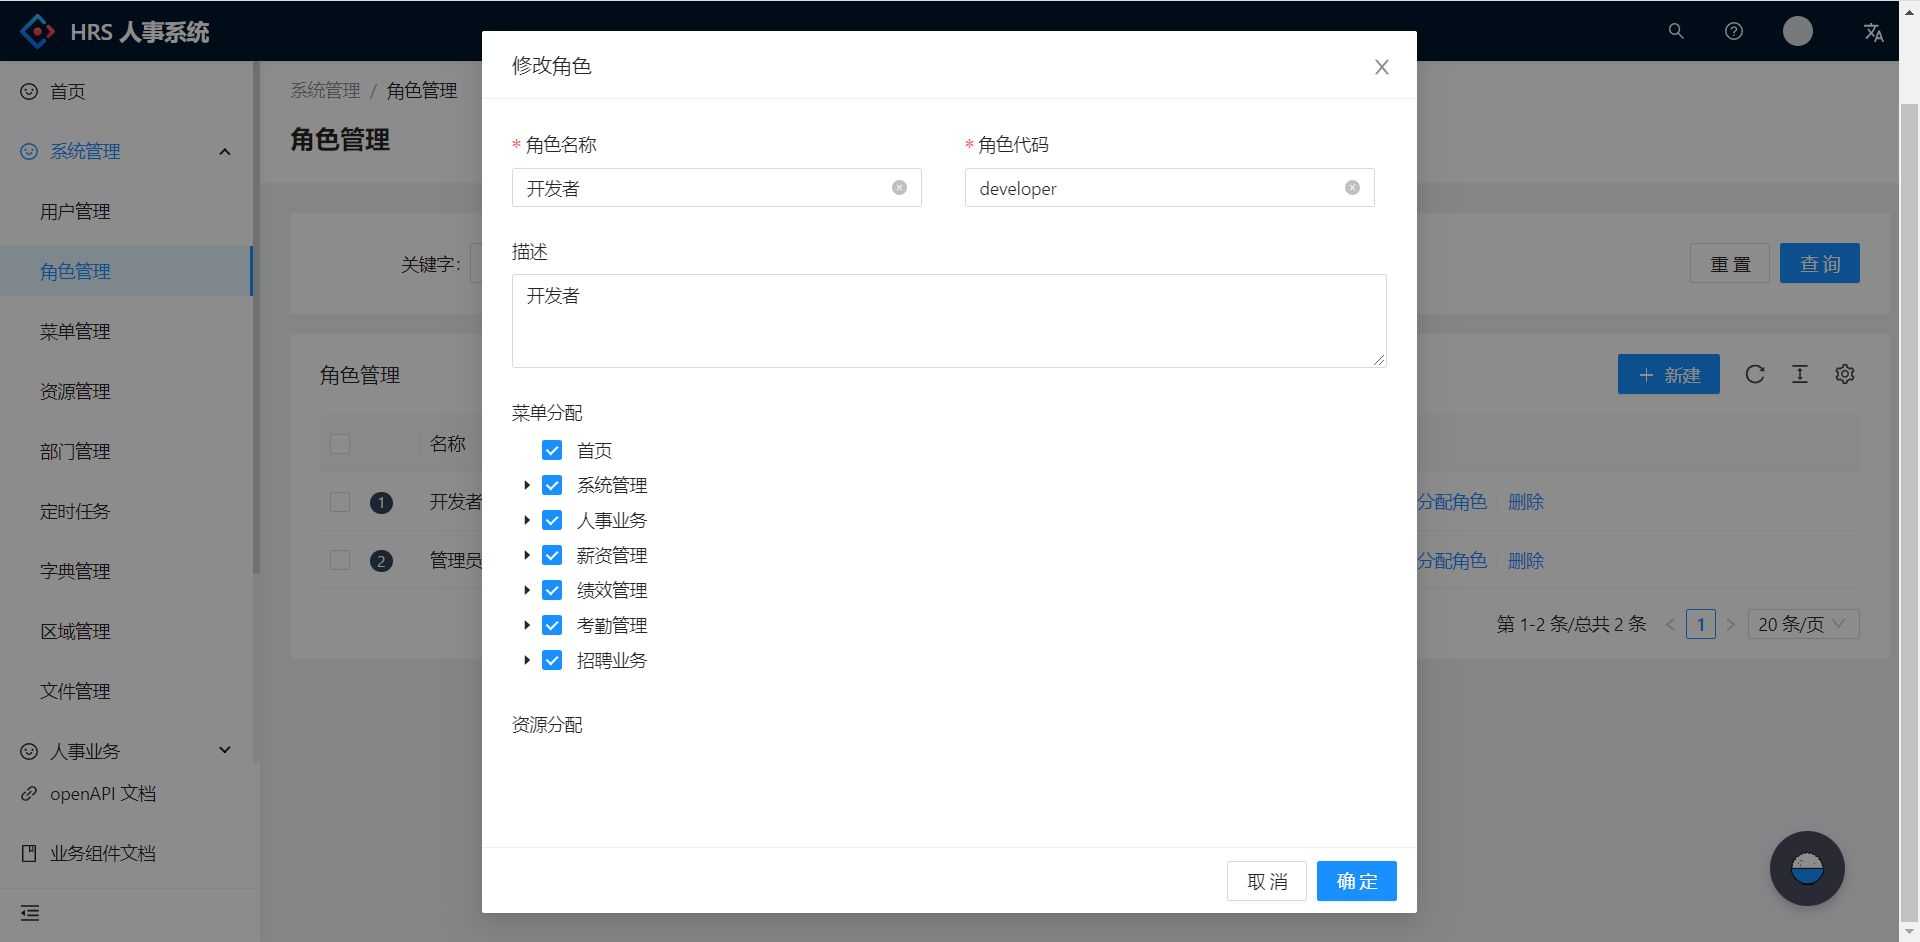 HRS 人事系统
首页
系统管理
用户管理
角色管理
菜单管理
资源管理
部门管理
定时任务
字典管理
区域管理
文件管理
人事业务
openAPI 文档
业务组件文档
系统管理 / 角色管理
角色管理
关键字:
重 置
查 询
角色管理
+ 新建
名称
1 开发者 分配角色 删除
2 管理员 分配角色 删除
第 1-2 条/总共 2 条 < 1 > 20 条/页
修改角色
* 角色名称
开发者
* 角色代码
developer
描述
开发者
菜单分配
首页
系统管理
人事业务
薪资管理
绩效管理
考勤管理
招聘业务
资源分配
取 消
确 定